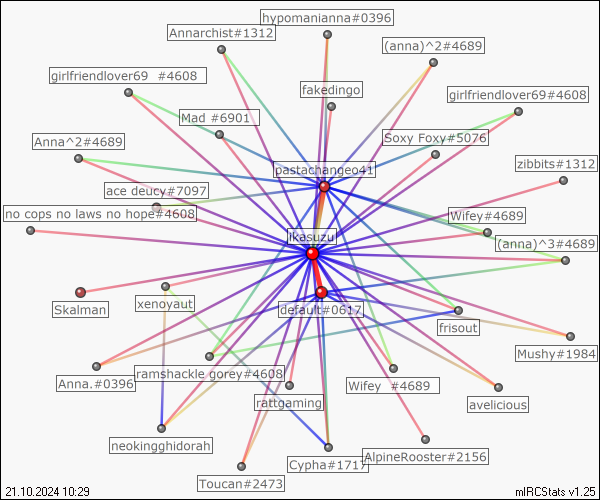 hypomanianna#0396
Annarchist#1312
(anna)^2#4689
girlfriendlover69 #4608
fakedingo
girlfriendlover69#4608
Mad #6901
Anna^2#4689
Soxy Foxy#5076
zibbits#1312
pastachangeo41
ace deucy#7097
no cops no laws no hope#4608
Wifey#4689
ikasuzu
(anna)^3#4689
Skalman
xenoyaut
default#0617
frisout
Mushy#1984
Anna.#0396
ramshackle gorey#4608
Wifey #4689
rattgaming
avelicious
neokingghidorah
AlpineRooster#2156
Cypha#1717
Toucan#2473
21.10.2024 10:29
mIRCStats v1.25